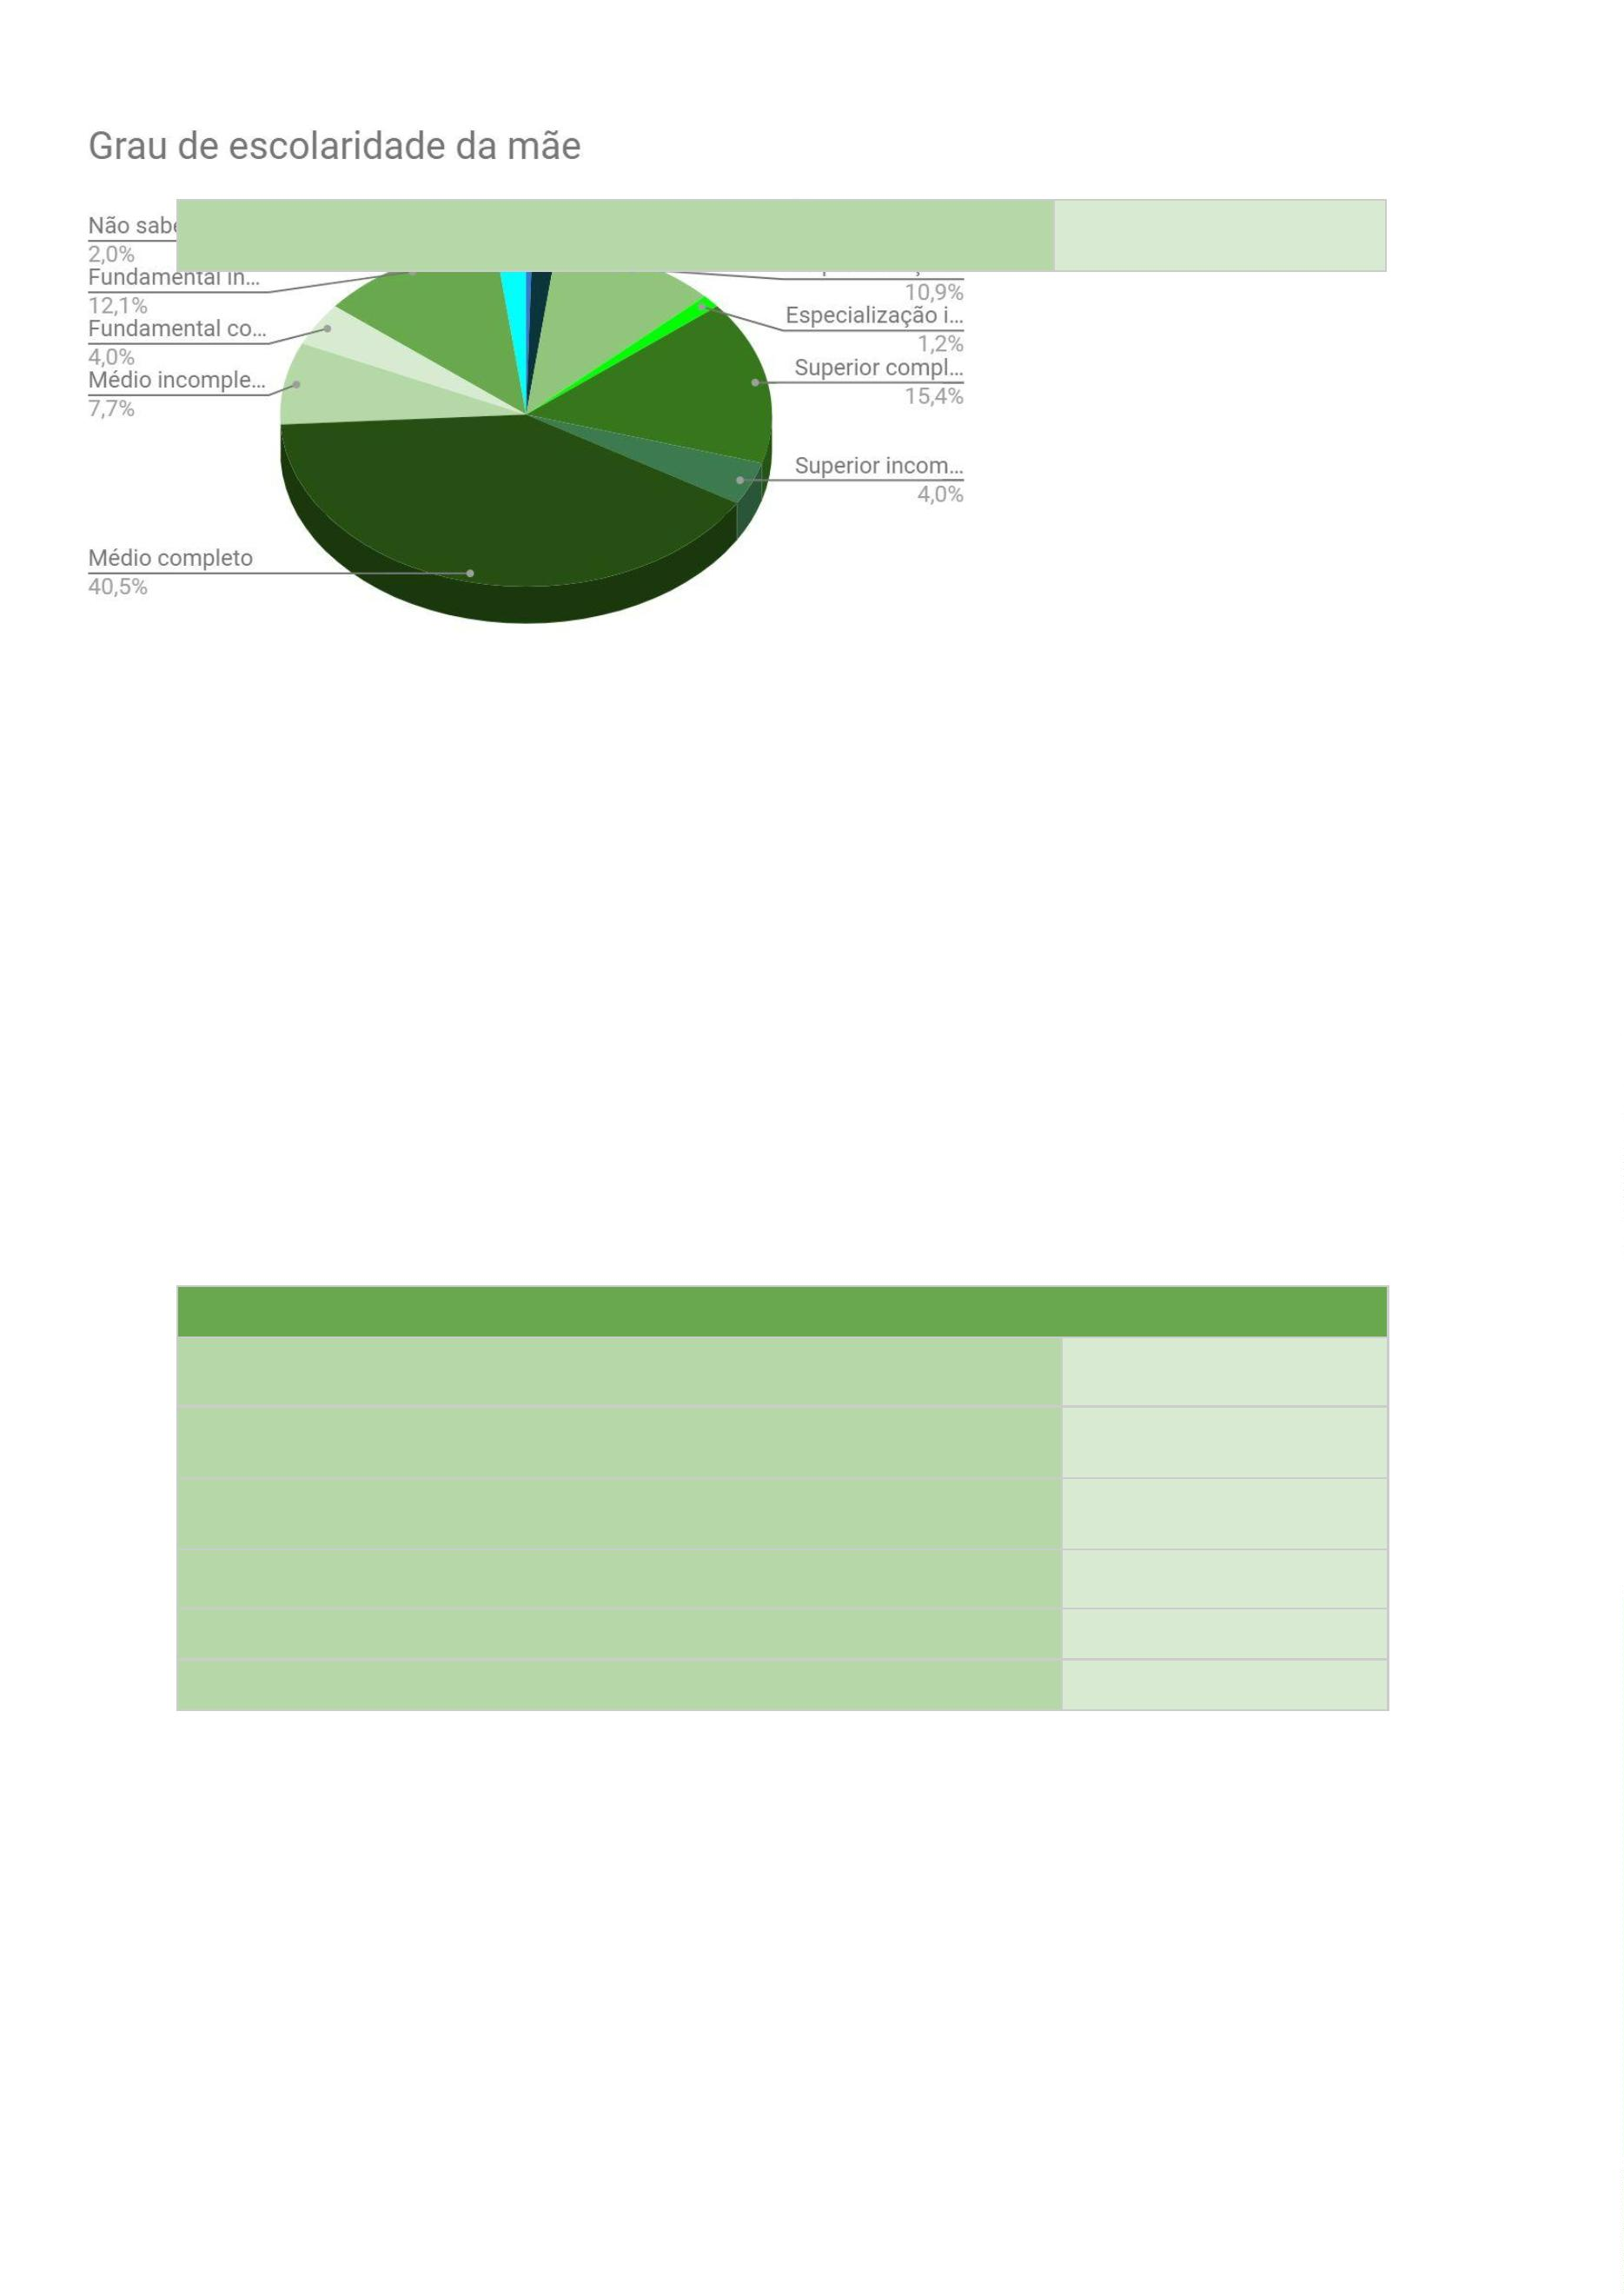 Grau de escolaridade da mãe
Não sabe
2,0%
Fundamental in...
12,1%
Fundamental co...
4,0%
Médio incomple...
7,7%
Médio completo
40,5%
10,9%
Especialização i...
1,2%
Superior compl...
15,4%
Superior incom...
4,0%